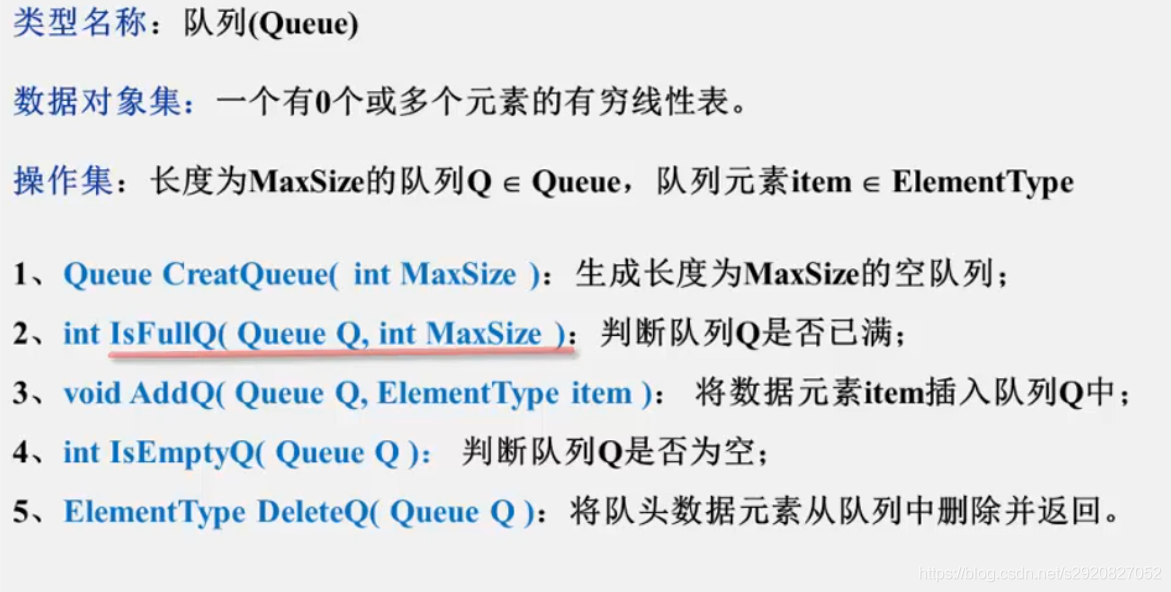 类型名称：队列(Queue)
数据对象集：一个有0个或多个元素的有穷线性表。
操作集：长度为MaxSize的队列Q ∈ Queue，队列元素item ∈ ElementType
1、Queue CreatQueue( int MaxSize )：生成长度为MaxSize的空队列；
2、int IsFullQ( Queue Q, int MaxSize )：判断队列Q是否已满；
3、void AddQ( Queue Q, ElementType item )： 将数据元素item插入队列Q中；
4、int IsEmptyQ( Queue Q )： 判断队列Q是否为空；
5、ElementType DeleteQ( Queue Q )：将队头数据元素从队列中删除并返回。
https://blog.csdn.net/s2920827052